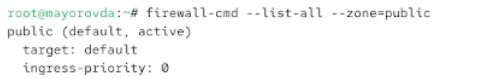 root@mayorovda:~# firewall-cmd --list-all --zone=public
public (default, active)
  target: default
  ingress-priority: 0